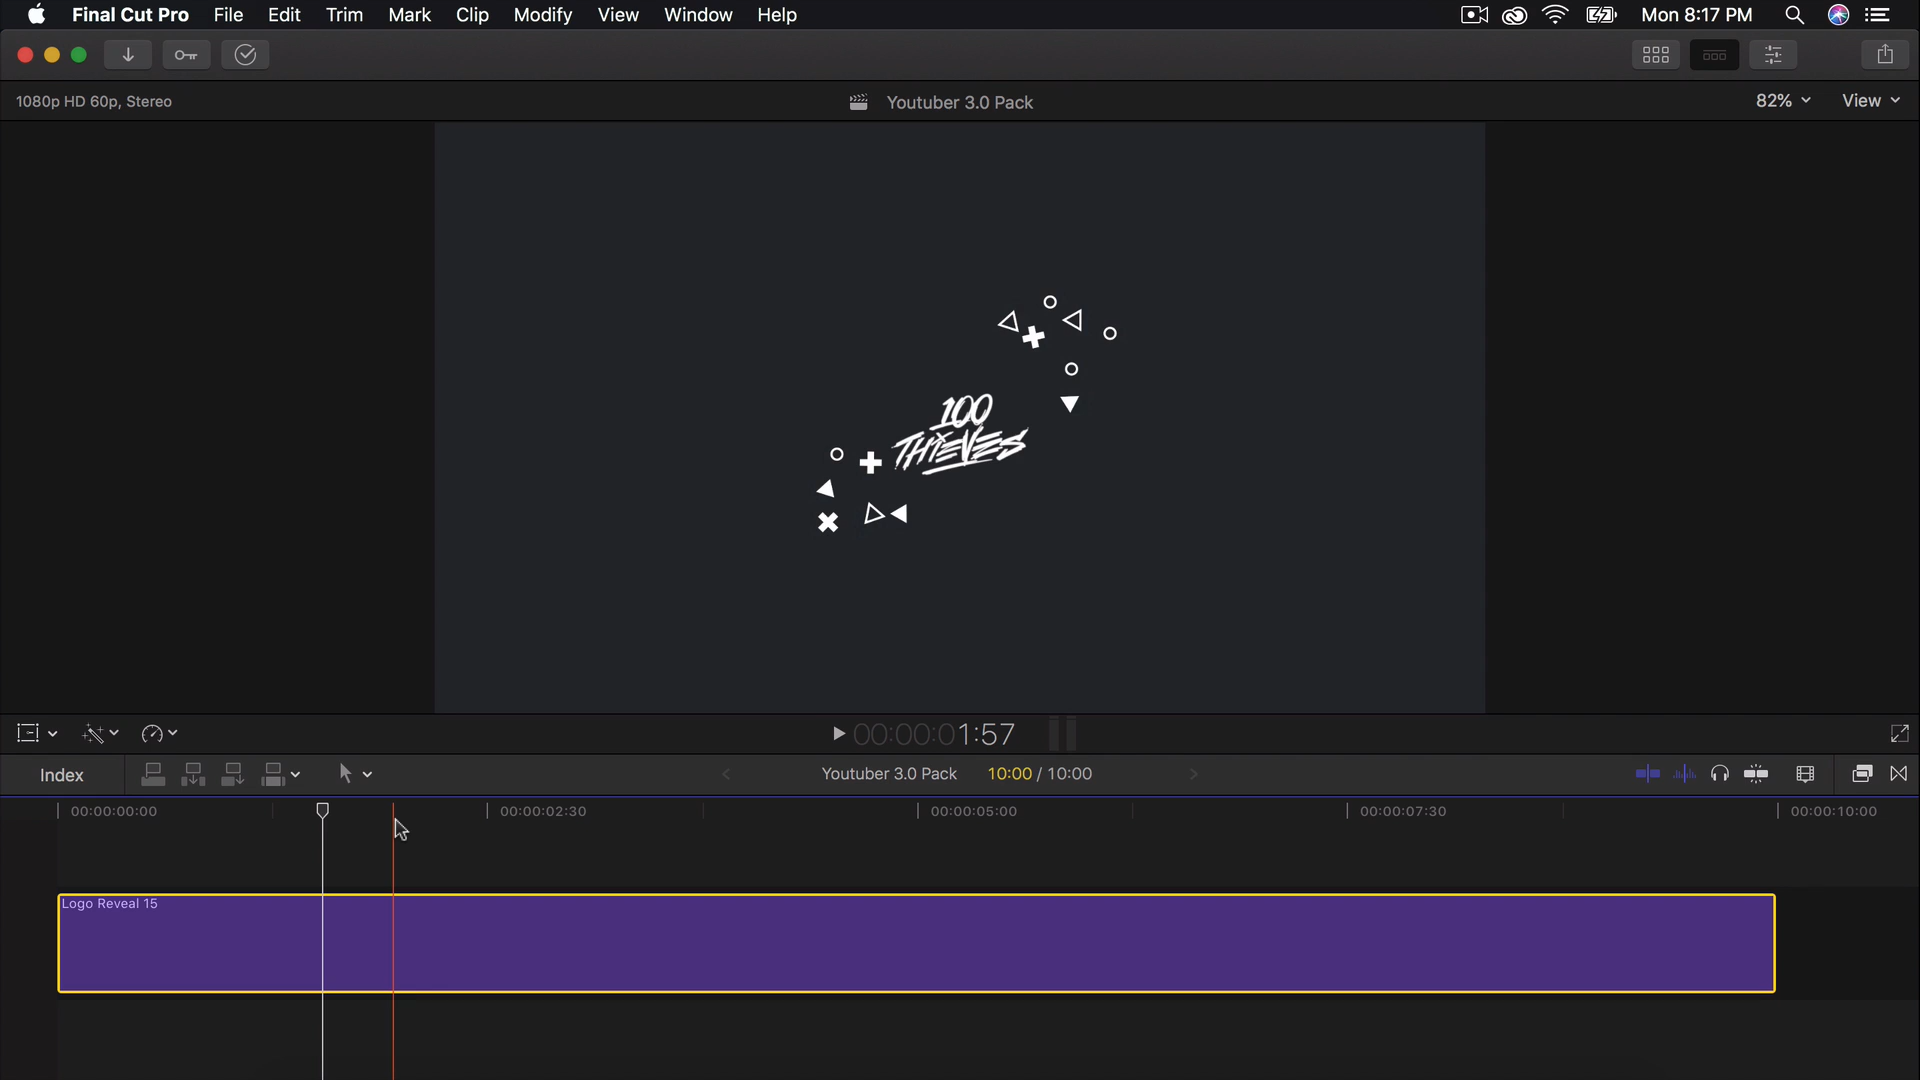 Final Cut Pro File Edit Trim Mark Clip Modify View Window Help Mon 8:17 PM
1080p HD 60p, Stereo Youtuber 3.0 Pack 82% View
100
THIEVES
00:00:01:57
Index Youtuber 3.0 Pack 10:00 / 10:00
00:00:00:00 00:00:02:30 00:00:05:00 00:00:07:30 00:00:10:00
Logo Reveal 15